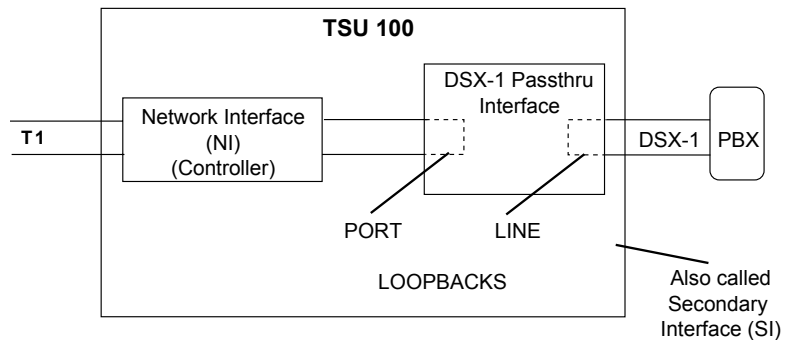 TSU 100
DSX-1 Passthru
Interface
Network Interface
(NI)
(Controller)
T1
DSX-1
PBX
PORT
LINE
LOOPBACKS
Also called
Secondary
Interface (SI)